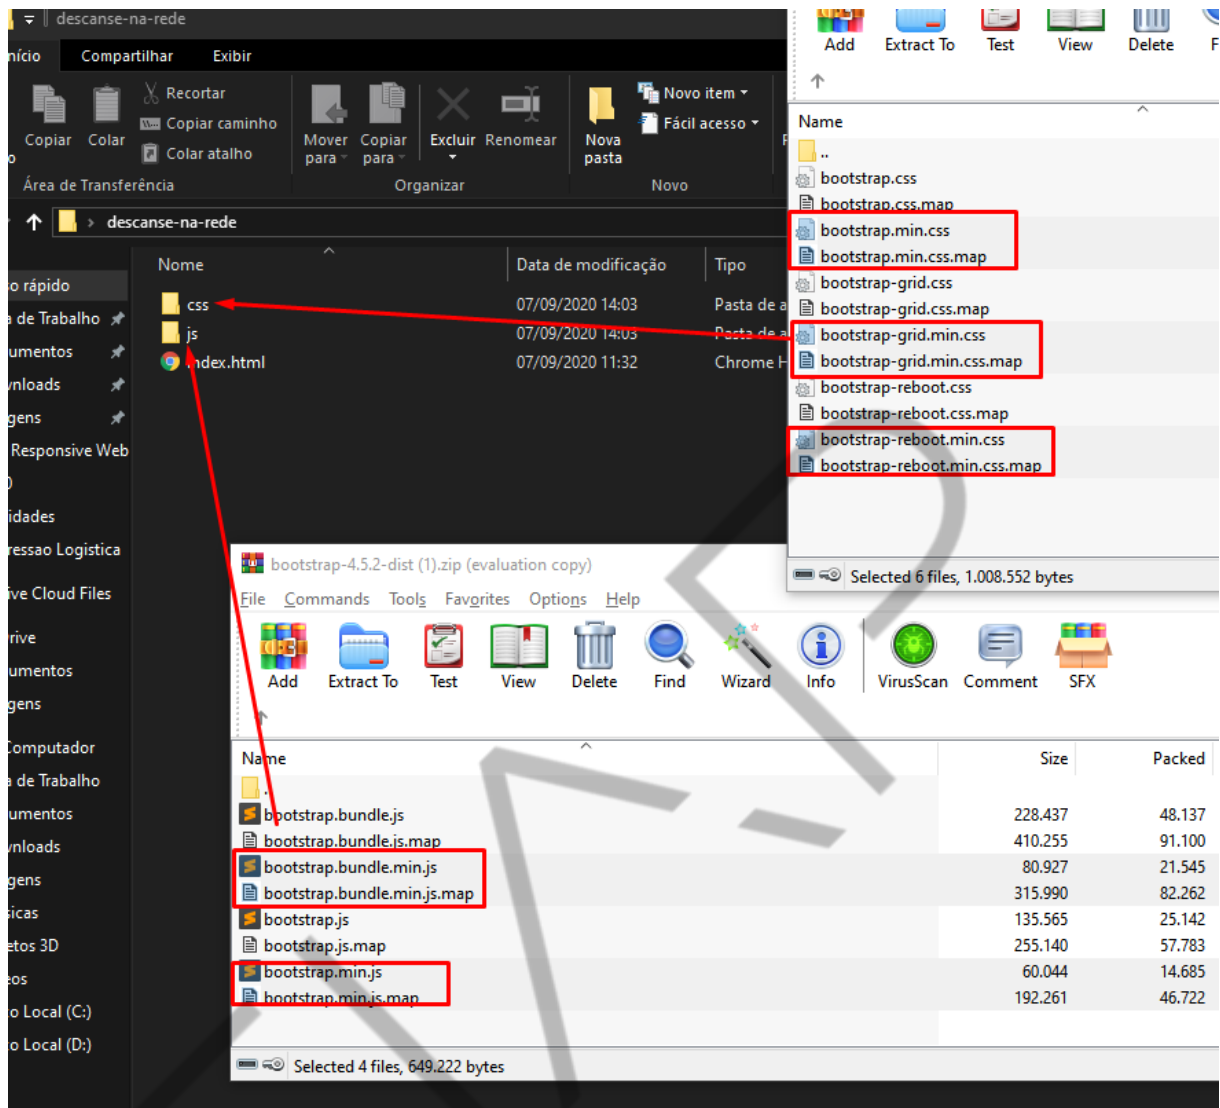 descanse-na-rede
nício Compartilhar Exibir
Copiar Colar
Recortar
Copiar caminho
Colar atalho
Mover para
Copiar para
Excluir Renomear
Nova pasta
Novo item
Fácil acesso
Área de Transferência Organizar Novo
descanse-na-rede
Nome Data de modificação Tipo
css 07/09/2020 14:03 Pasta de a
js 07/09/2020 14:03 Pasta de a
index.html 07/09/2020 11:32 Chrome H
so rápido
a de Trabalho
umentos
wnloads
gens
Responsive Web
idades
ressao Logistica
ive Cloud Files
rive
umentos
gens
Computador
a de Trabalho
umentos
wnloads
gens
sicas
etos 3D
eos
o Local (C:)
o Local (D:)
Add Extract To Test View Delete F
Name
..
bootstrap.css
bootstrap.css.map
bootstrap.min.css
bootstrap.min.css.map
bootstrap-grid.css
bootstrap-grid.css.map
bootstrap-grid.min.css
bootstrap-grid.min.css.map
bootstrap-reboot.css
bootstrap-reboot.css.map
bootstrap-reboot.min.css
bootstrap-reboot.min.css.map
Selected 6 files, 1.008.552 bytes
bootstrap-4.5.2-dist (1).zip (evaluation copy)
File Commands Tools Favorites Options Help
Add Extract To Test View Delete Find Wizard Info VirusScan Comment SFX
Name Size Packed
..
bootstrap.bundle.js 228.437 48.137
bootstrap.bundle.js.map 410.255 91.100
bootstrap.bundle.min.js 80.927 21.545
bootstrap.bundle.min.js.map 315.990 82.262
bootstrap.js 135.565 25.142
bootstrap.js.map 255.140 57.783
bootstrap.min.js 60.044 14.685
bootstrap.min.js.map 192.261 46.722
Selected 4 files, 649.222 bytes